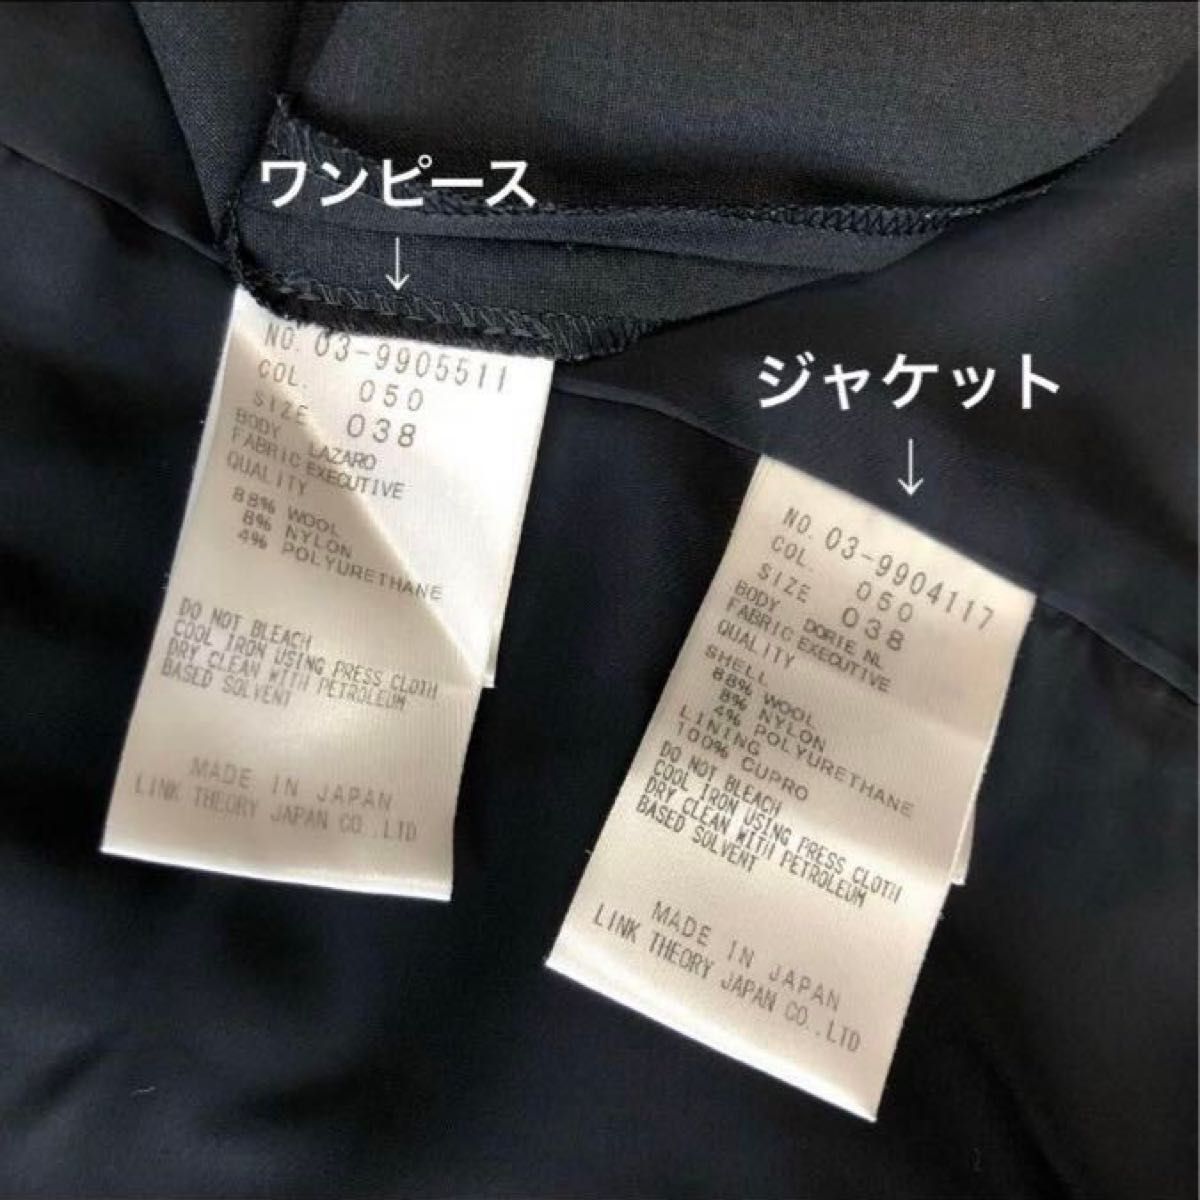 ワンピース
↓
NO. 03-9905511
COL. 050
SIZE 038
BODY LAZARO
FABRIC EXECUTIVE
QUALITY
88% WOOL
8% NYLON
4% POLYURETHANE
DO NOT BLEACH
COOL IRON USING PRESS CLOTH
DRY CLEAN WITH PETROLEUM
BASED SOLVENT
MADE IN JAPAN
LINK THEORY JAPAN CO.,LTD
ジャケット
↓
NO. 03-9904117
COL. 050
SIZE 038
BODY DORIE NL
FABRIC EXECUTIVE
QUALITY
SHELL
88% WOOL
8% NYLON
4% POLYURETHANE
LINING
100% CUPRO
DO NOT BLEACH
COOL IRON USING PRESS CLOTH
DRY CLEAN WITH PETROLEUM
BASED SOLVENT
MADE IN JAPAN
LINK THEORY JAPAN CO.,LTD